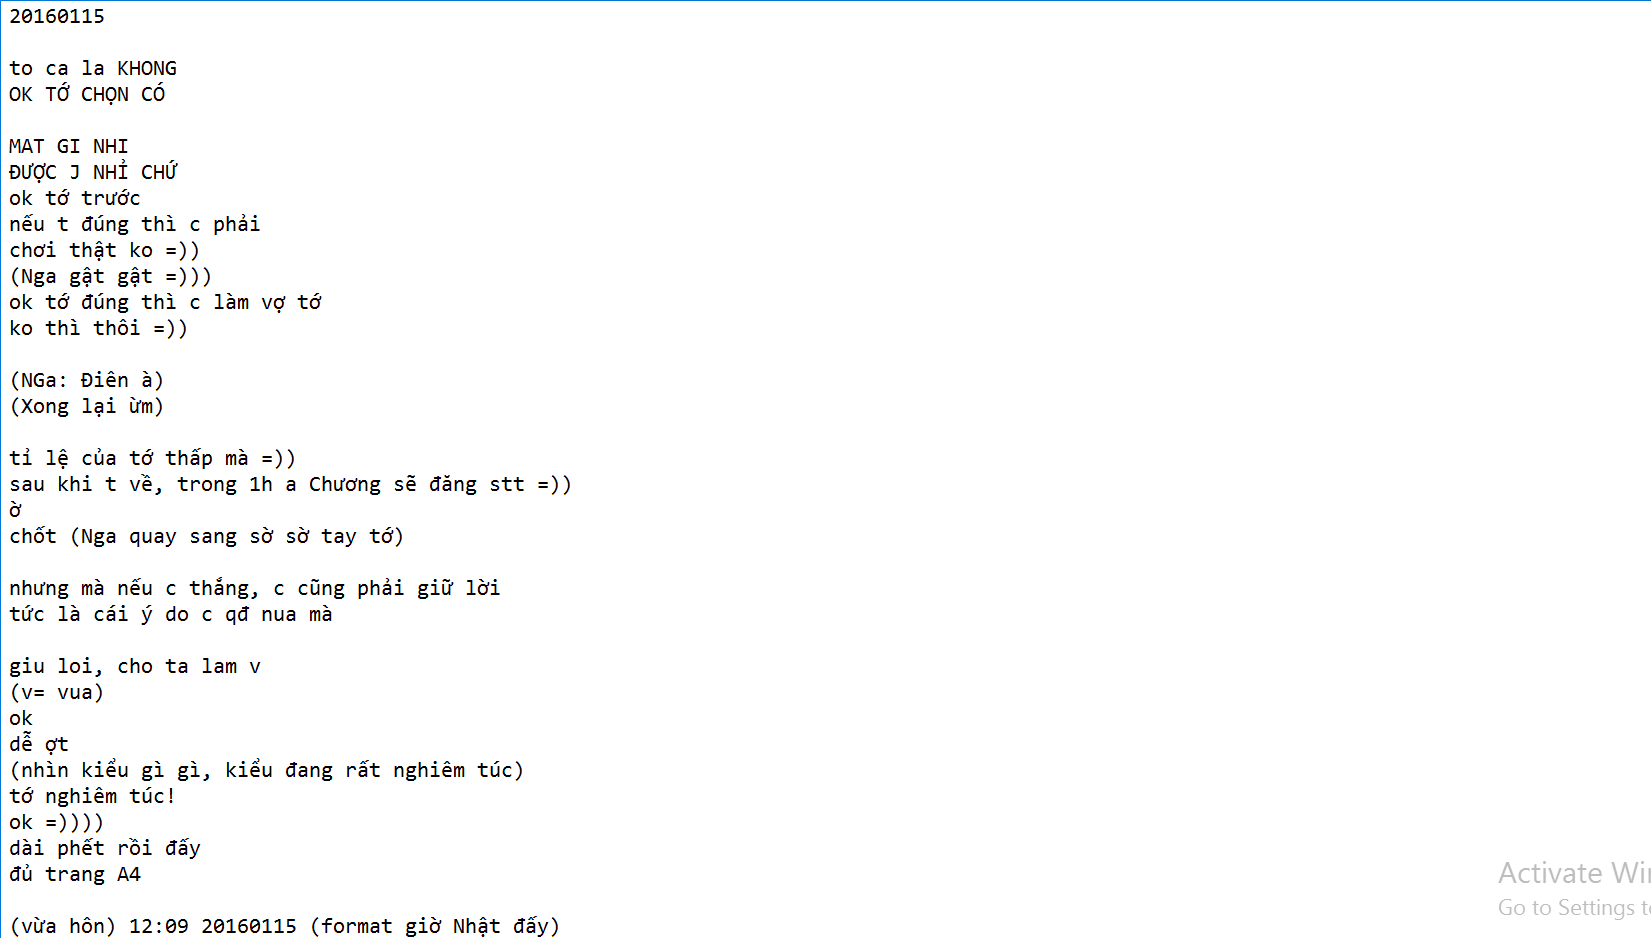 20160115
to ca la KHONG
OK TỚ CHỌN CÓ
MAT GI NHI
ĐƯỢC J NHỈ CHỨ
ok tớ trước
nếu t đúng thì c phải
chơi thật ko =))
(Nga gật gật =)))
ok tớ đúng thì c làm vợ tớ
ko thì thôi =))
(NGa: Điên à)
(Xong lại ừm)
tỉ lệ của tớ thấp mà =))
sau khi t về, trong 1h a Chương sẽ đăng stt =))
ờ
chốt (Nga quay sang sờ sờ tay tớ)
nhưng mà nếu c thắng, c cũng phải giữ lời
tức là cái ý do c qđ nua mà
giu loi, cho ta lam v
(v= vua)
ok
dễ ợt
(nhìn kiểu gì gì, kiểu đang rất nghiêm túc)
tớ nghiêm túc!
ok =))))
dài phết rồi đấy
đủ trang A4
Activate Win
Go to Settings t
(vừa hôn) 12:09 20160115 (format giờ Nhật đấy)